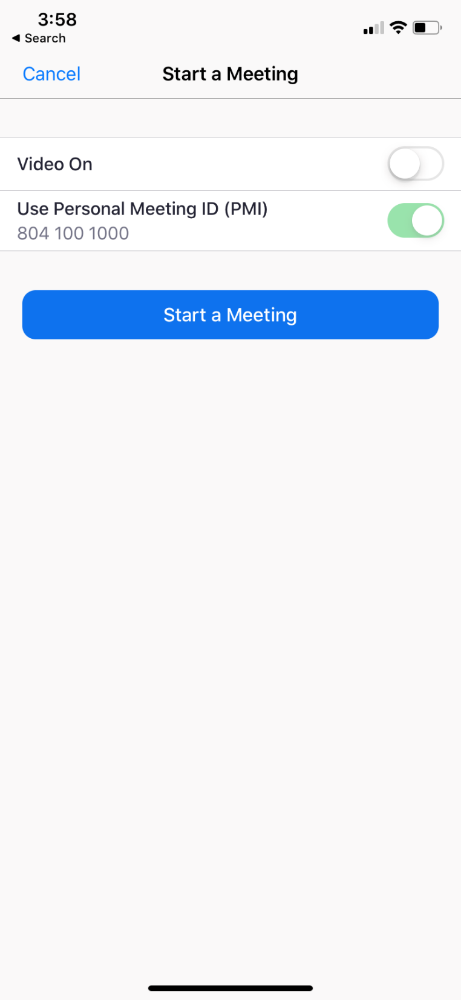 3:58
◀ Search
Cancel
Start a Meeting
Video On
Use Personal Meeting ID (PMI)
804 100 1000
Start a Meeting